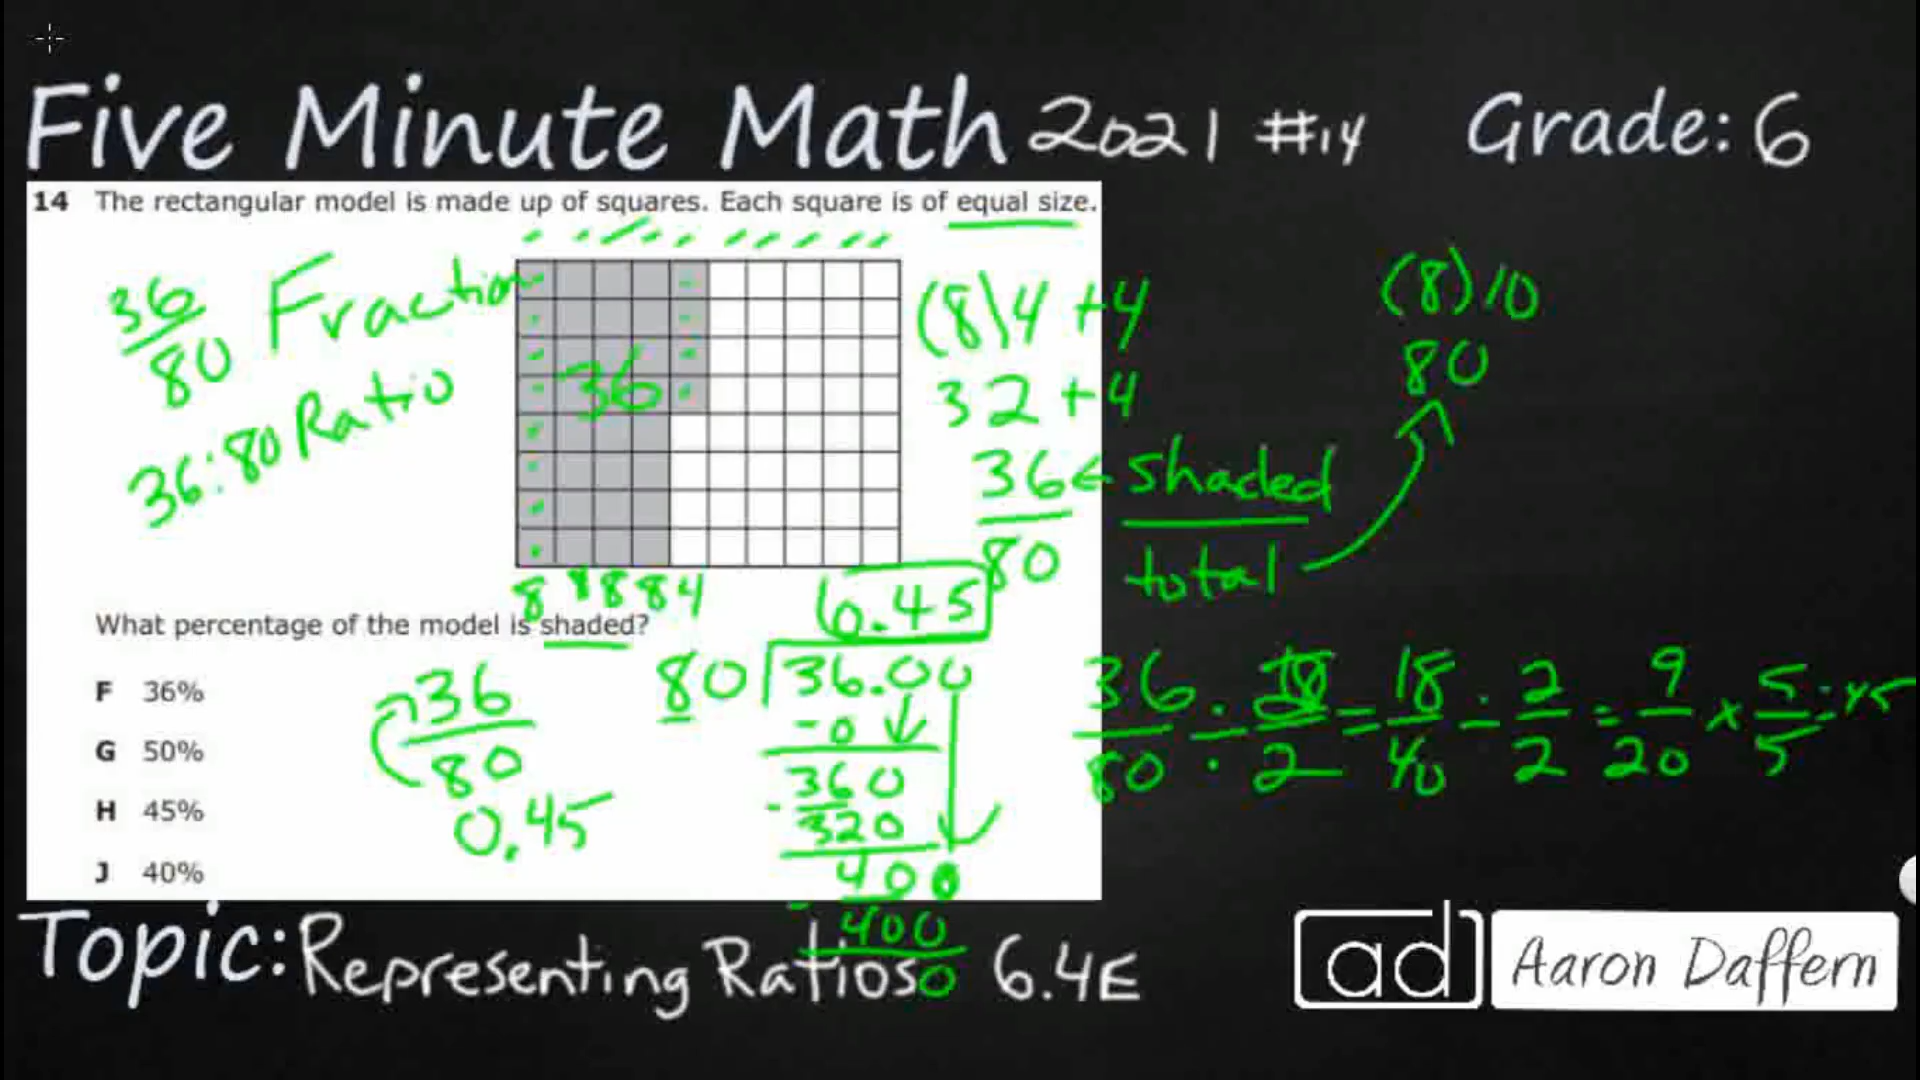 Five Minute Math 2021 #14 Grade: 6
14 The rectangular model is made up of squares. Each square is of equal size.
36/80 Fraction
36:80 Ratio
36
8 8 8 8 4
(8)4 + 4
32 + 4
36 ← shaded
80 total
(8)10
80
What percentage of the model is shaded?
F 36%
G 50%
H 45%
J 40%
36
80
0.45
0.45
80 36.00
-0
360
-320
400
-400
0
36/80 ÷ 2/2 = 18/40 ÷ 2/2 = 9/20 × 5/5 = 45
Topic: Representing Ratios 6.4E
ad Aaron Daffern